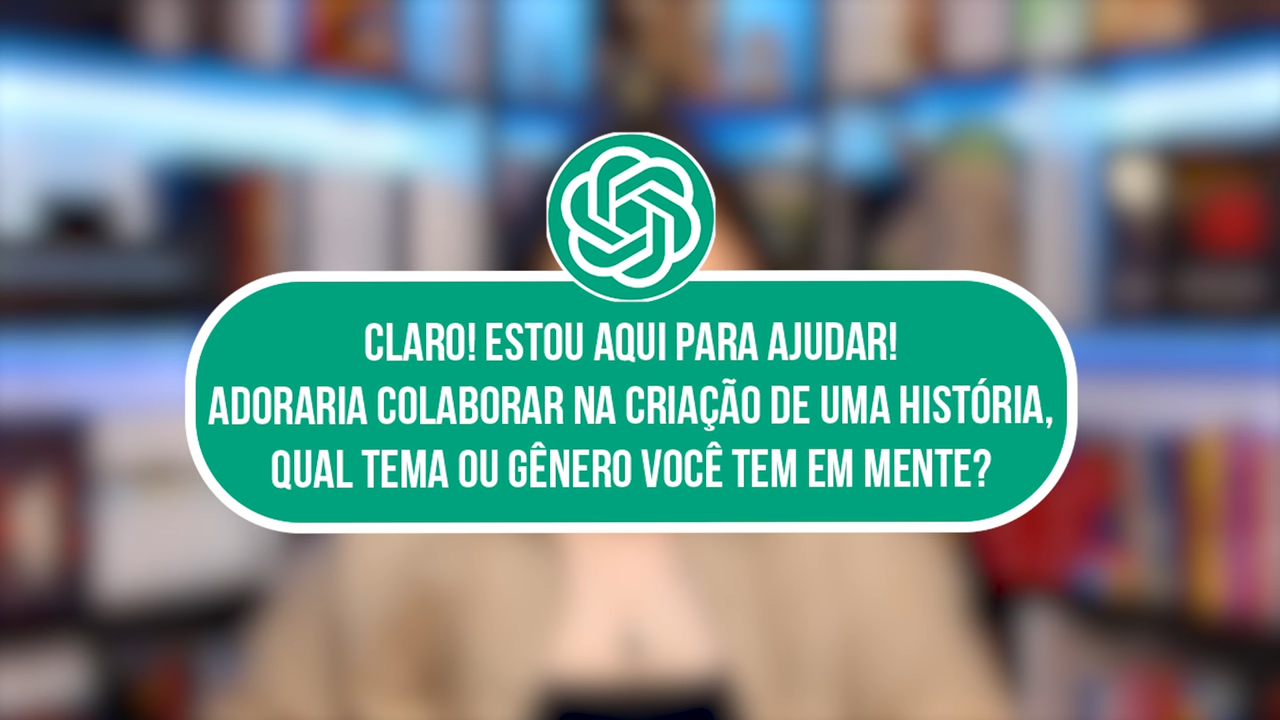 CLARO! ESTOU AQUI PARA AJUDAR!
ADORARIA COLABORAR NA CRIAÇÃO DE UMA HISTÓRIA,
QUAL TEMA OU GÊNERO VOCÊ TEM EM MENTE?